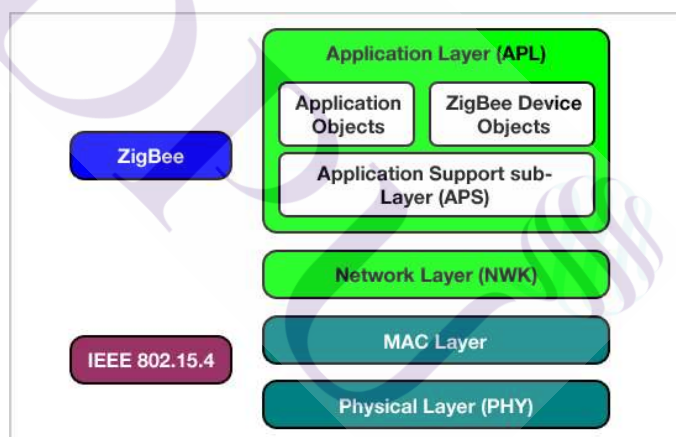 Application Layer (APL)
Application
Objects
ZigBee Device
Objects
ZigBee
Application Support sub-
Layer (APS)
Network Layer (NWK)
MAC Layer
IEEE 802.15.4
Physical Layer (PHY)